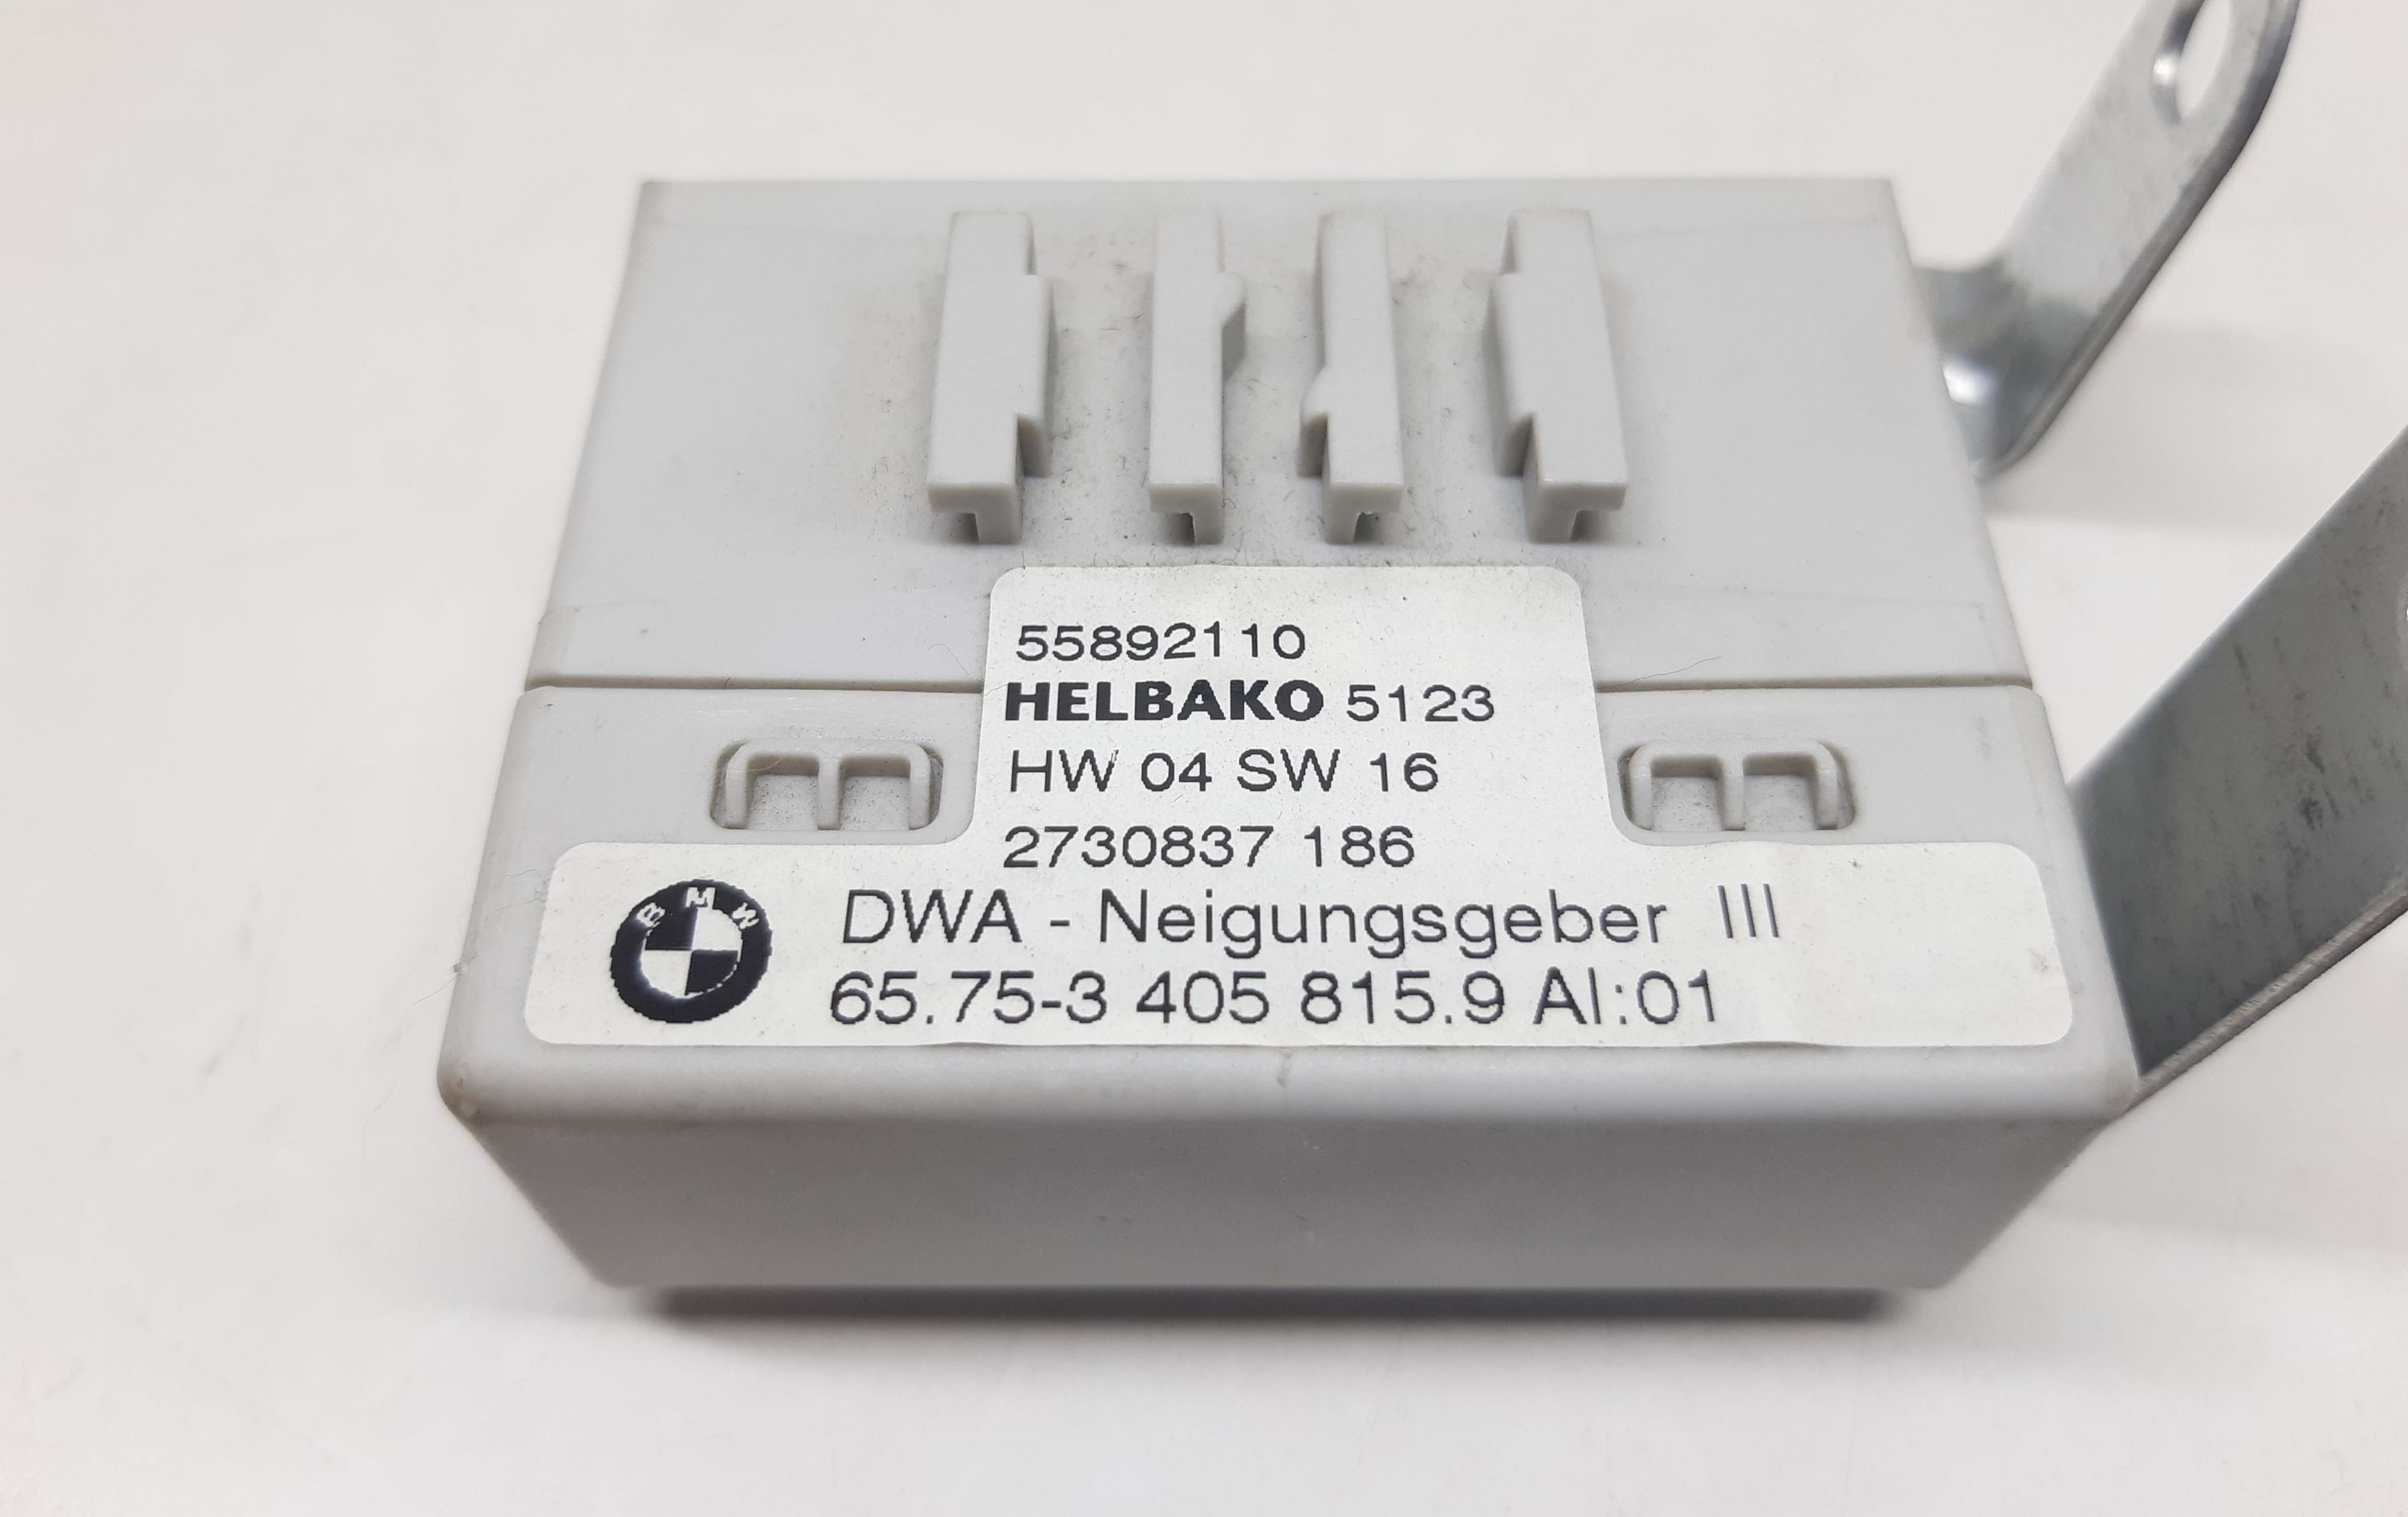 55892110
HELBAKO 5123
HW 04 SW 16
2730837 186
BMW
DWA - Neigungsgeber III
65.75-3 405 815.9 AI:01